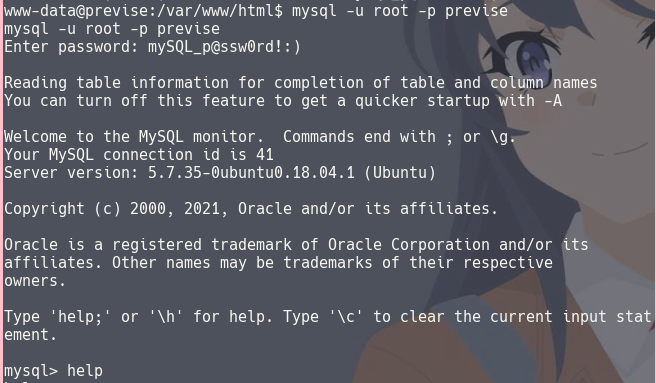 www-data@previse:/var/www/html$ mysql -u root -p previse
mysql -u root -p previse
Enter password: mySQL_p@ssw0rd!:)
Reading table information for completion of table and column names
You can turn off this feature to get a quicker startup with -A
Welcome to the MySQL monitor.  Commands end with ; or \g.
Your MySQL connection id is 41
Server version: 5.7.35-0ubuntu0.18.04.1 (Ubuntu)
Copyright (c) 2000, 2021, Oracle and/or its affiliates.
Oracle is a registered trademark of Oracle Corporation and/or its
affiliates. Other names may be trademarks of their respective
owners.
Type 'help;' or '\h' for help. Type '\c' to clear the current input stat
ement.
mysql> help